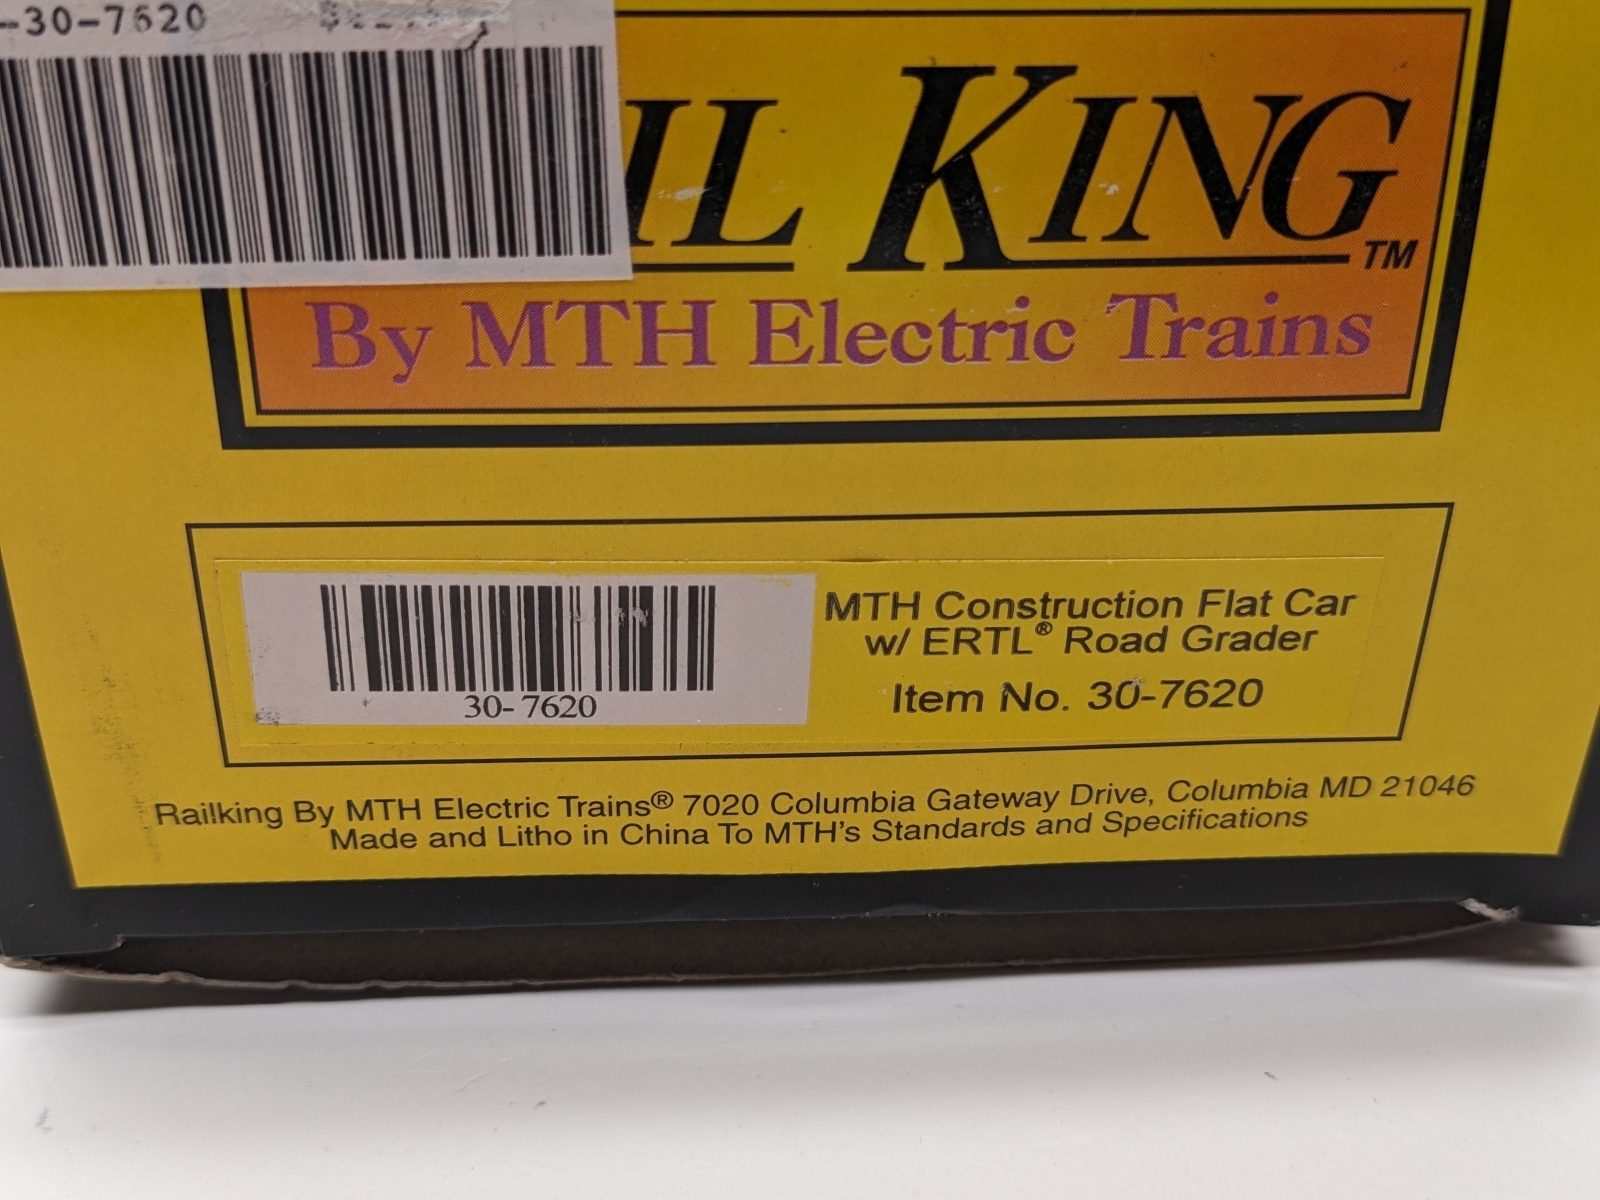 -30-7620
IL KING TM
By MTH Electric Trains
MTH Construction Flat Car
w/ ERTL® Road Grader
Item No. 30-7620
30-7620
Railking By MTH Electric Trains® 7020 Columbia Gateway Drive, Columbia MD 21046
Made and Litho in China To MTH's Standards and Specifications